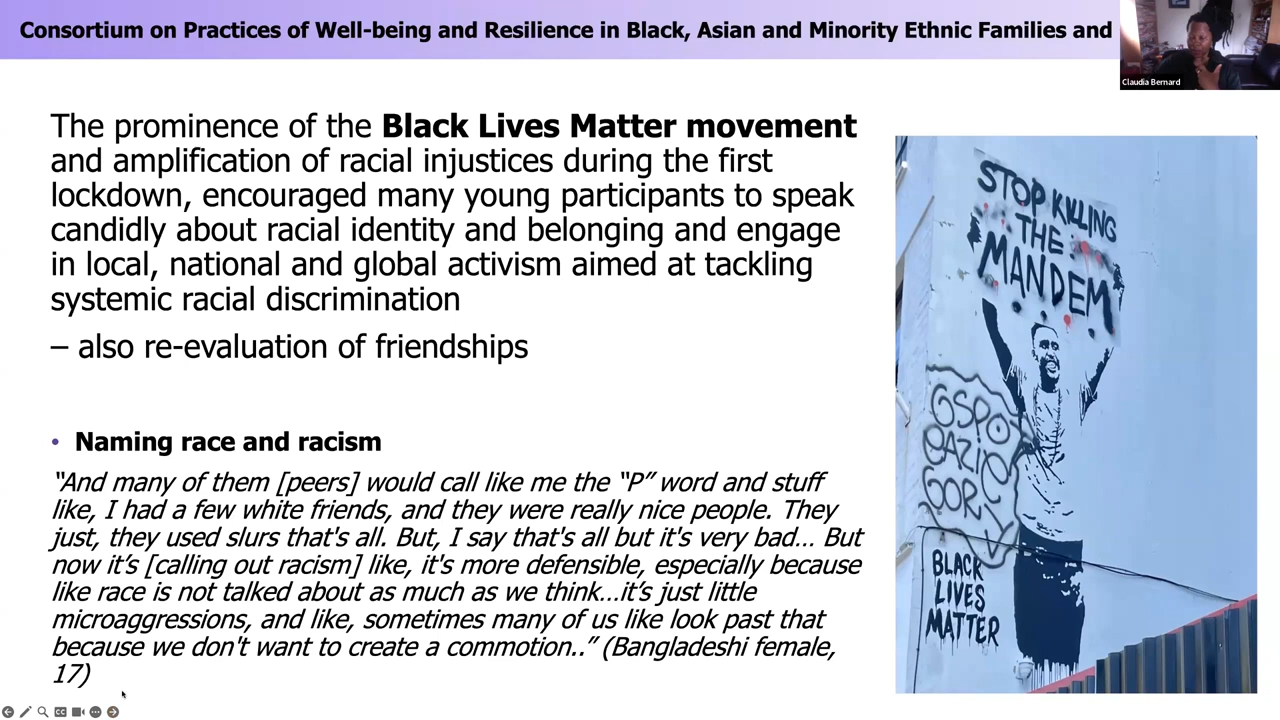 Consortium on Practices of Well-being and Resilience in Black, Asian and Minority Ethnic Families and
Claudia Bernard
The prominence of the Black Lives Matter movement
and amplification of racial injustices during the first
lockdown, encouraged many young participants to speak
candidly about racial identity and belonging and engage
in local, national and global activism aimed at tackling
systemic racial discrimination
– also re-evaluation of friendships
• Naming race and racism
“And many of them [peers] would call like me the “P” word and stuff
like, I had a few white friends, and they were really nice people. They
just, they used slurs that's all. But, I say that's all but it's very bad… But
now it’s [calling out racism] like, it's more defensible, especially because
like race is not talked about as much as we think…it’s just little
microaggressions, and like, sometimes many of us like look past that
because we don't want to create a commotion..” (Bangladeshi female,
17)
STOP KILLING
THE
MANDEM
GSPOT
BLACK
LIVES
MATTER
CC